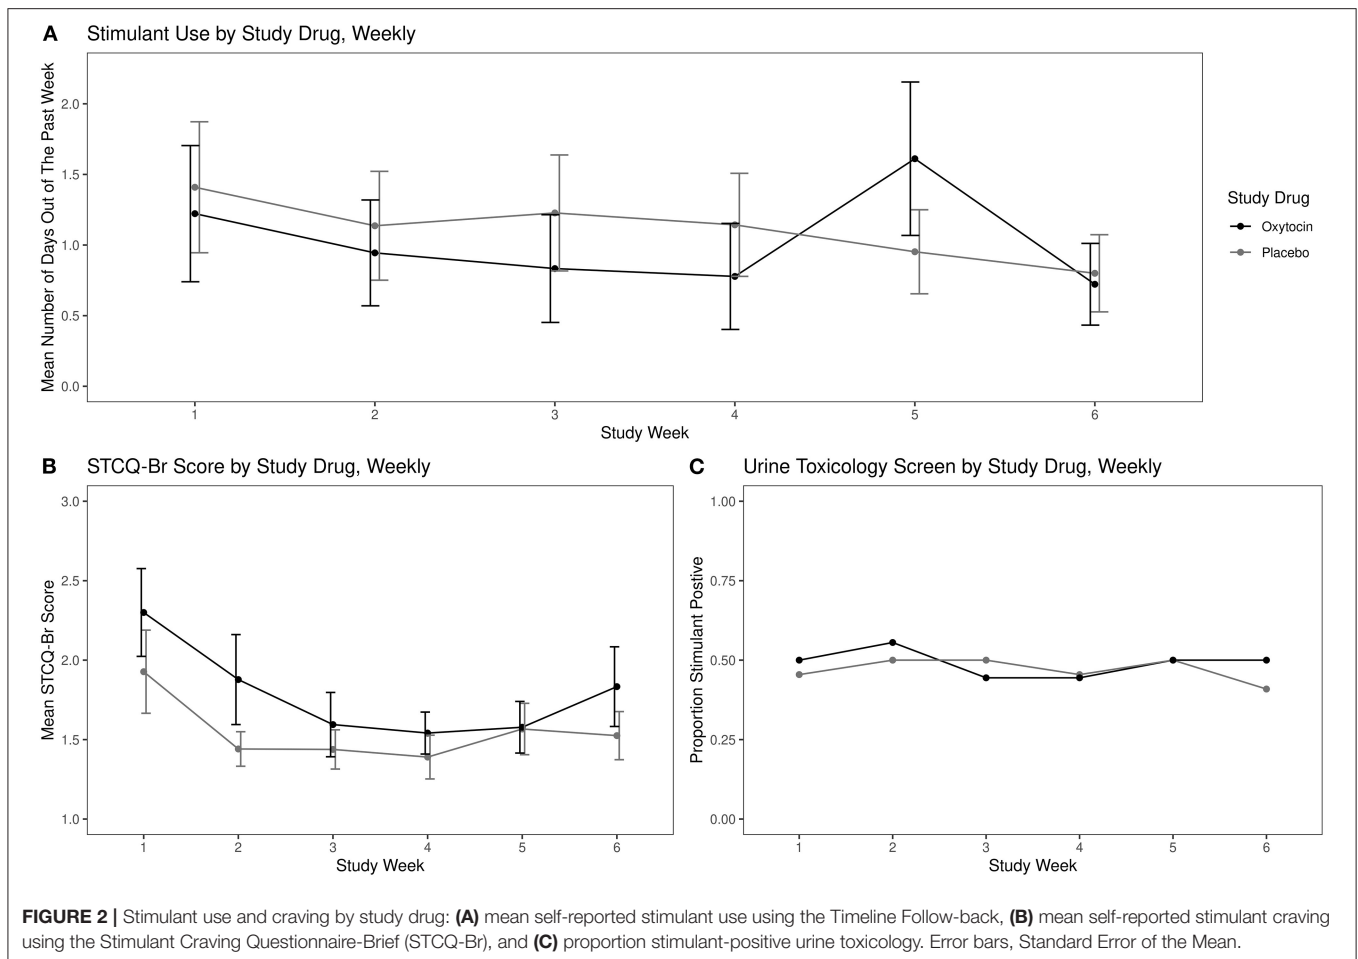 A Stimulant Use by Study Drug, Weekly
Mean Number of Days Out of The Past Week
2.0
1.5
1.0
0.5
0.0
1 2 3 4 5 6
Study Week
Study Drug
Oxytocin
Placebo
B STCQ-Br Score by Study Drug, Weekly
Mean STCQ-Br Score
3.0
2.5
2.0
1.5
1.0
1 2 3 4 5 6
Study Week
C Urine Toxicology Screen by Study Drug, Weekly
Proportion Stimulant Postive
1.00
0.75
0.50
0.25
0.00
1 2 3 4 5 6
Study Week
FIGURE 2 | Stimulant use and craving by study drug: (A) mean self-reported stimulant use using the Timeline Follow-back, (B) mean self-reported stimulant craving
using the Stimulant Craving Questionnaire-Brief (STCQ-Br), and (C) proportion stimulant-positive urine toxicology. Error bars, Standard Error of the Mean.